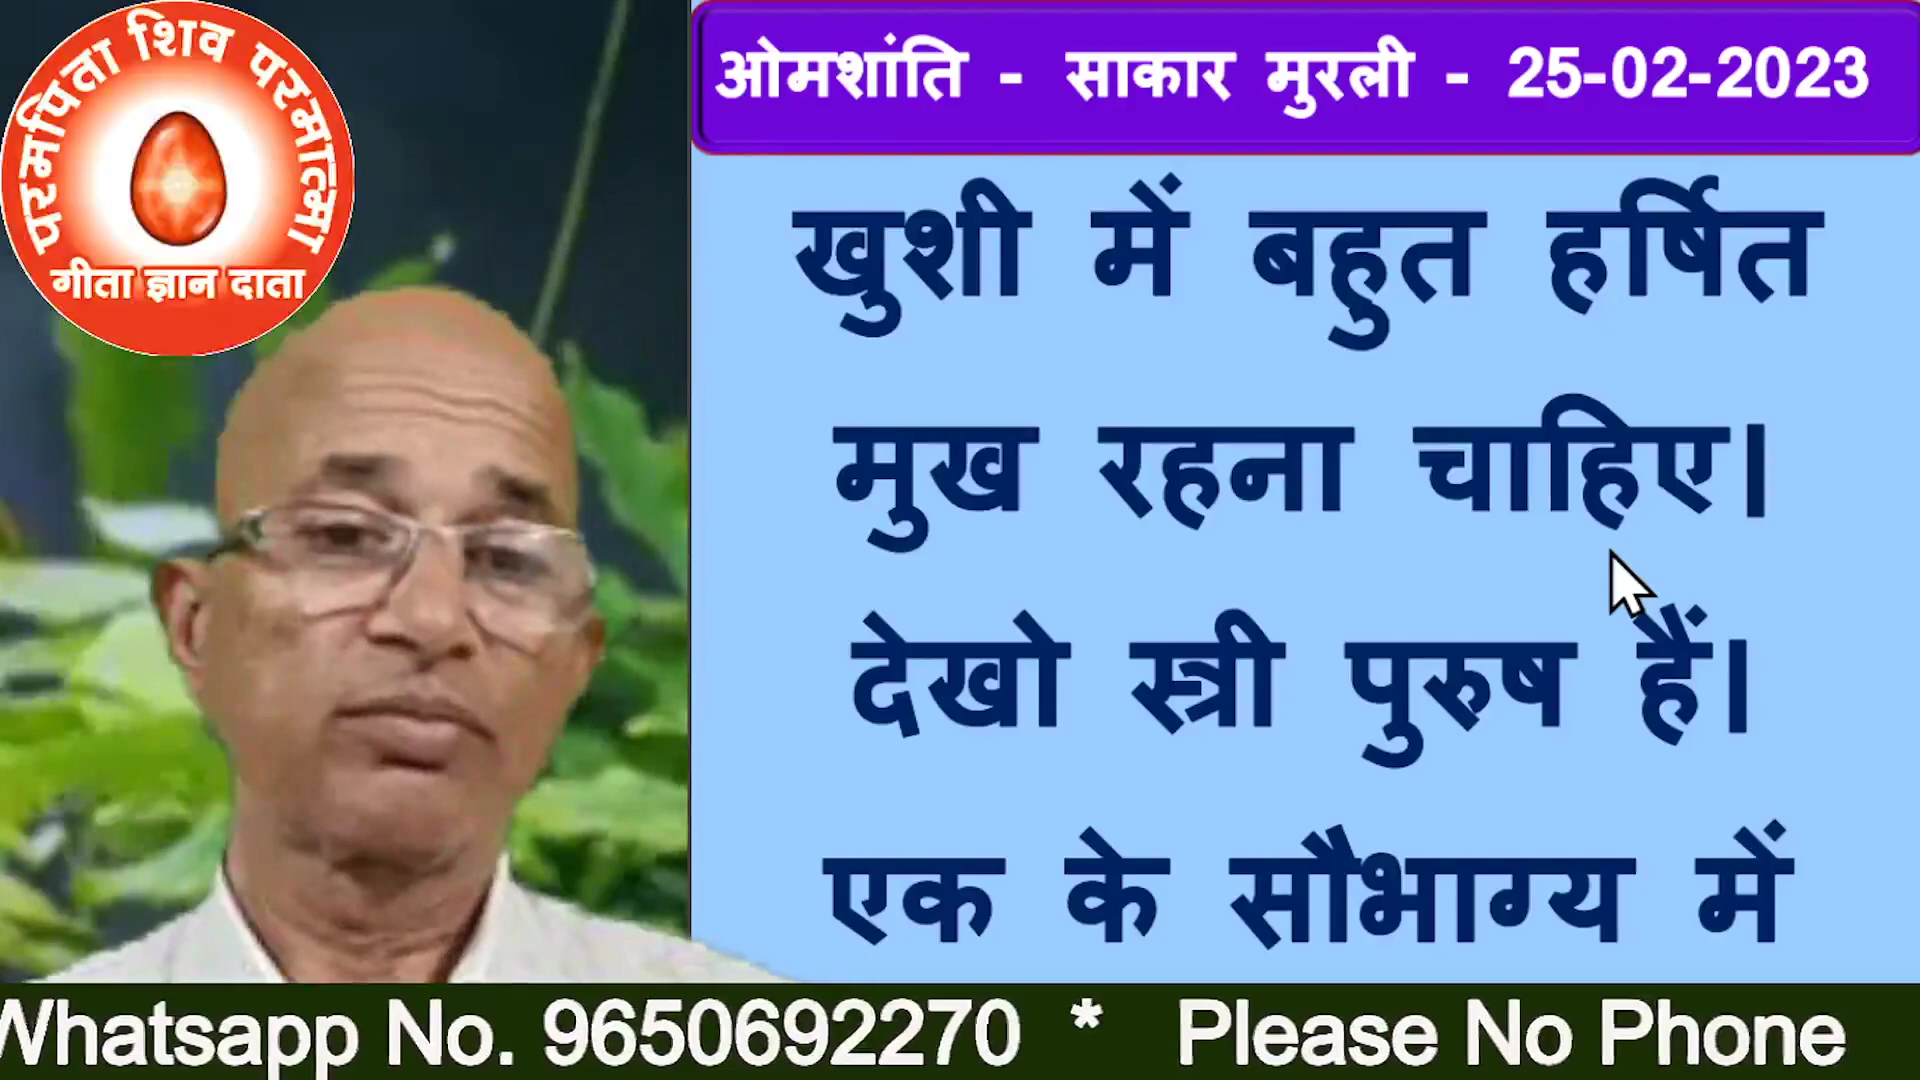 परमपिता शिव परमात्मा
गीता ज्ञान दाता
ओमशांति - साकार मुरली - 25-02-2023
खुशी में बहुत हर्षित
मुख रहना चाहिए।
देखो स्त्री पुरुष हैं।
एक के सौभाग्य में
Whatsapp No. 9650692270 * Please No Phone